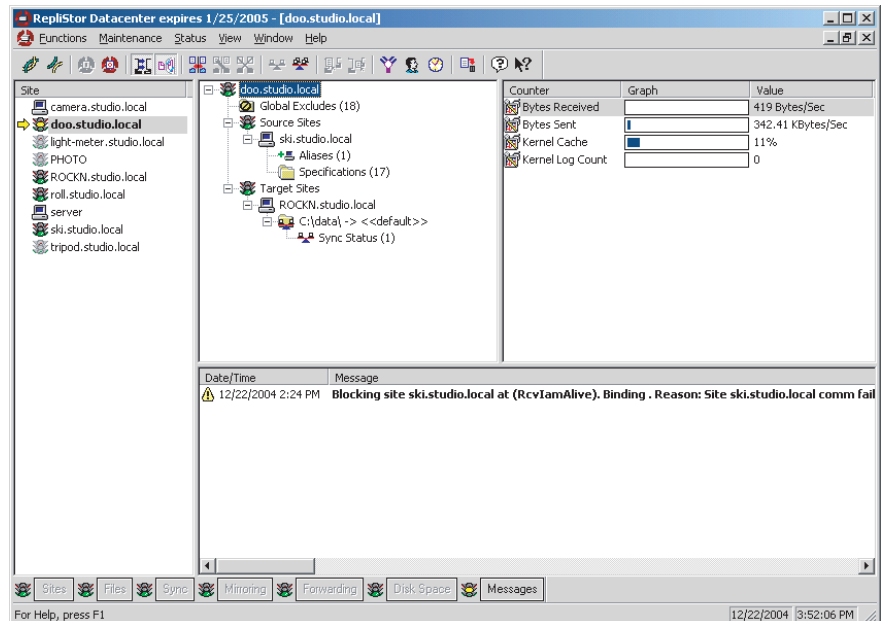 RepliStor Datacenter expires 1/25/2005 - [doo.studio.local]
Functions Maintenance Status View Window Help
Site
camera.studio.local
doo.studio.local
light-meter.studio.local
PHOTO
ROCKN.studio.local
roll.studio.local
server
ski.studio.local
tripod.studio.local
doo.studio.local
Global Excludes (18)
Source Sites
ski.studio.local
Aliases (1)
Specifications (17)
Target Sites
ROCKN.studio.local
C:\data\ -> <<default>>
Sync Status (1)
Counter Graph Value
Bytes Received 419 Bytes/Sec
Bytes Sent 342.41 KBytes/Sec
Kernel Cache 11%
Kernel Log Count 0
Date/Time Message
12/22/2004 2:24 PM Blocking site ski.studio.local at (RcvIamAlive). Binding . Reason: Site ski.studio.local comm fail
Sites Files Sync Mirroring Forwarding Disk Space Messages
For Help, press F1 12/22/2004 3:52:06 PM